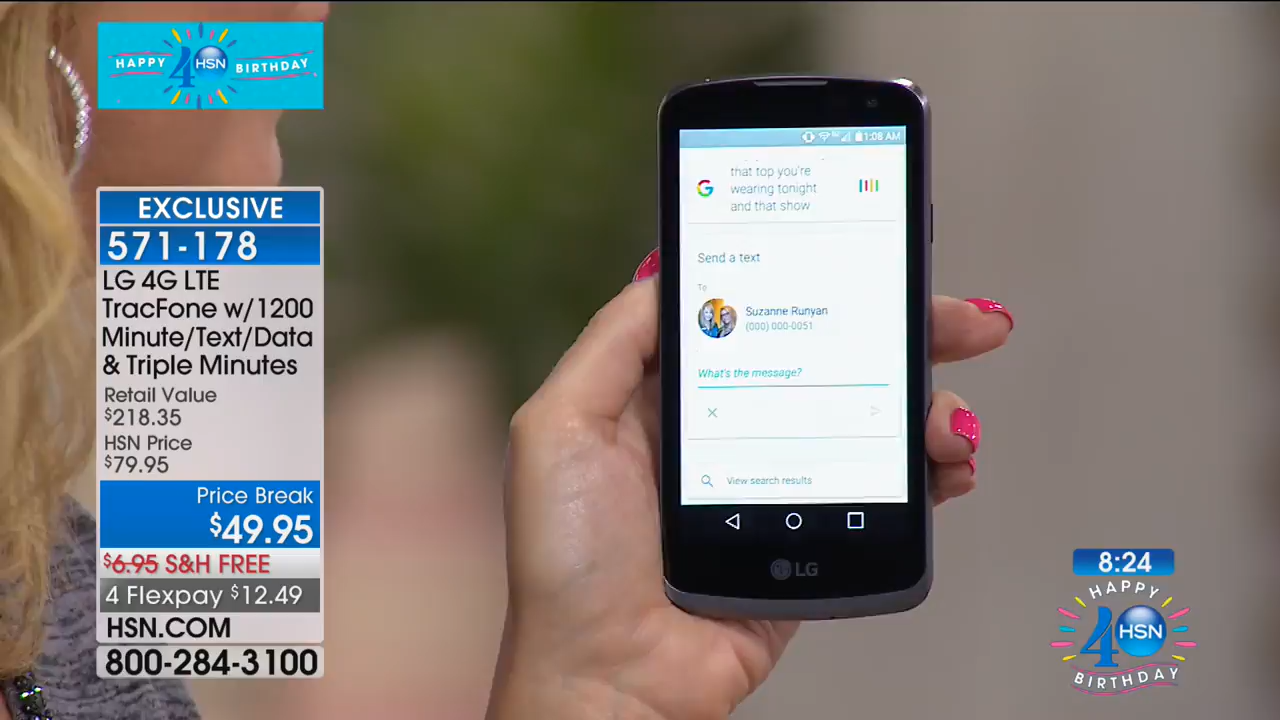 HAPPY 40 HSN BIRTHDAY
EXCLUSIVE
571-178
LG 4G LTE
TracFone w/1200
Minute/Text/Data
& Triple Minutes
Retail Value
$218.35
HSN Price
$79.95
Price Break
$49.95
$6.95 S&H FREE
4 Flexpay $12.49
HSN.COM
800-284-3100
1:08 AM
that top you're
wearing tonight
and that show
Send a text
To
Suzanne Runyan
(000) 000-0051
What's the message?
View search results
LG
8:24
HAPPY
40 HSN
BIRTHDAY